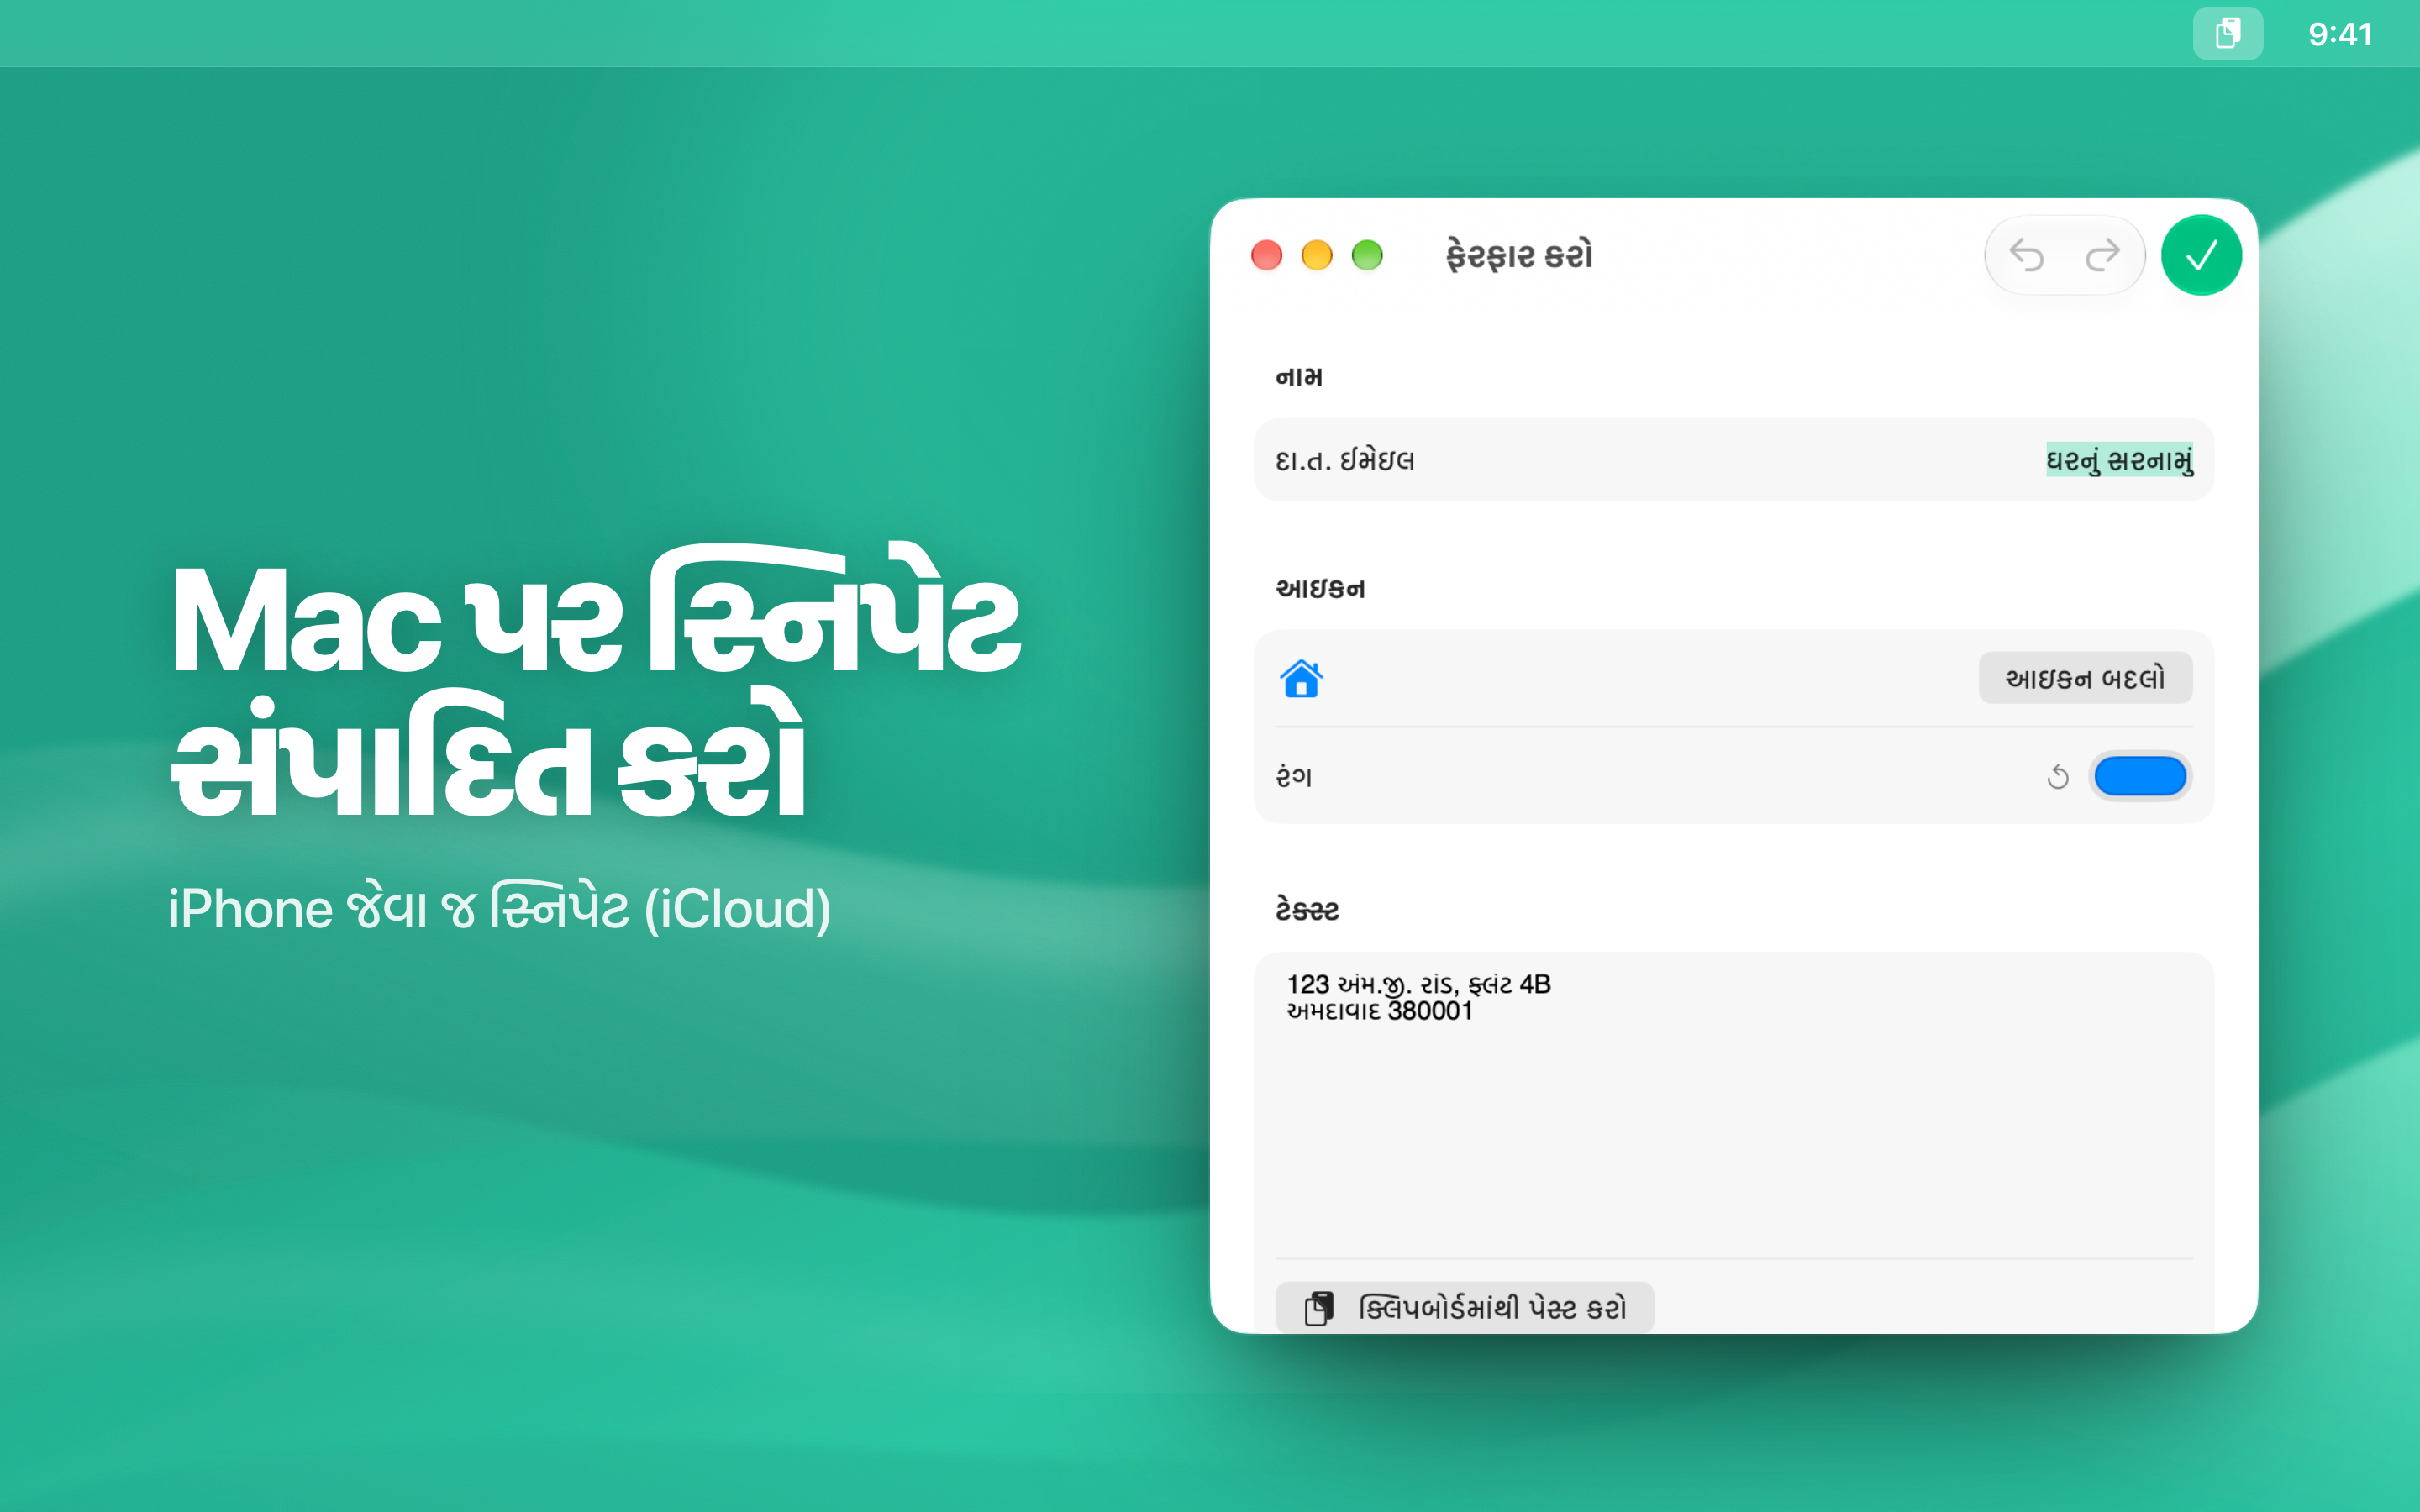 9:41
Mac પર સ્નિપેટ
સંપાદિત કરો
iPhone જેવા જ સ્નિપેટ (iCloud)
ફેરફાર કરો
નામ
દા.ત. ઈમેઇલ
ઘરનું સરનામું
આઇકન
આઇકન બદલો
રંગ
ટેક્સ્ટ
123 એમ.જી. રોડ, ફ્લેટ 4B
અમદાવાદ 380001
ક્લિપબોર્ડમાંથી પેસ્ટ કરો